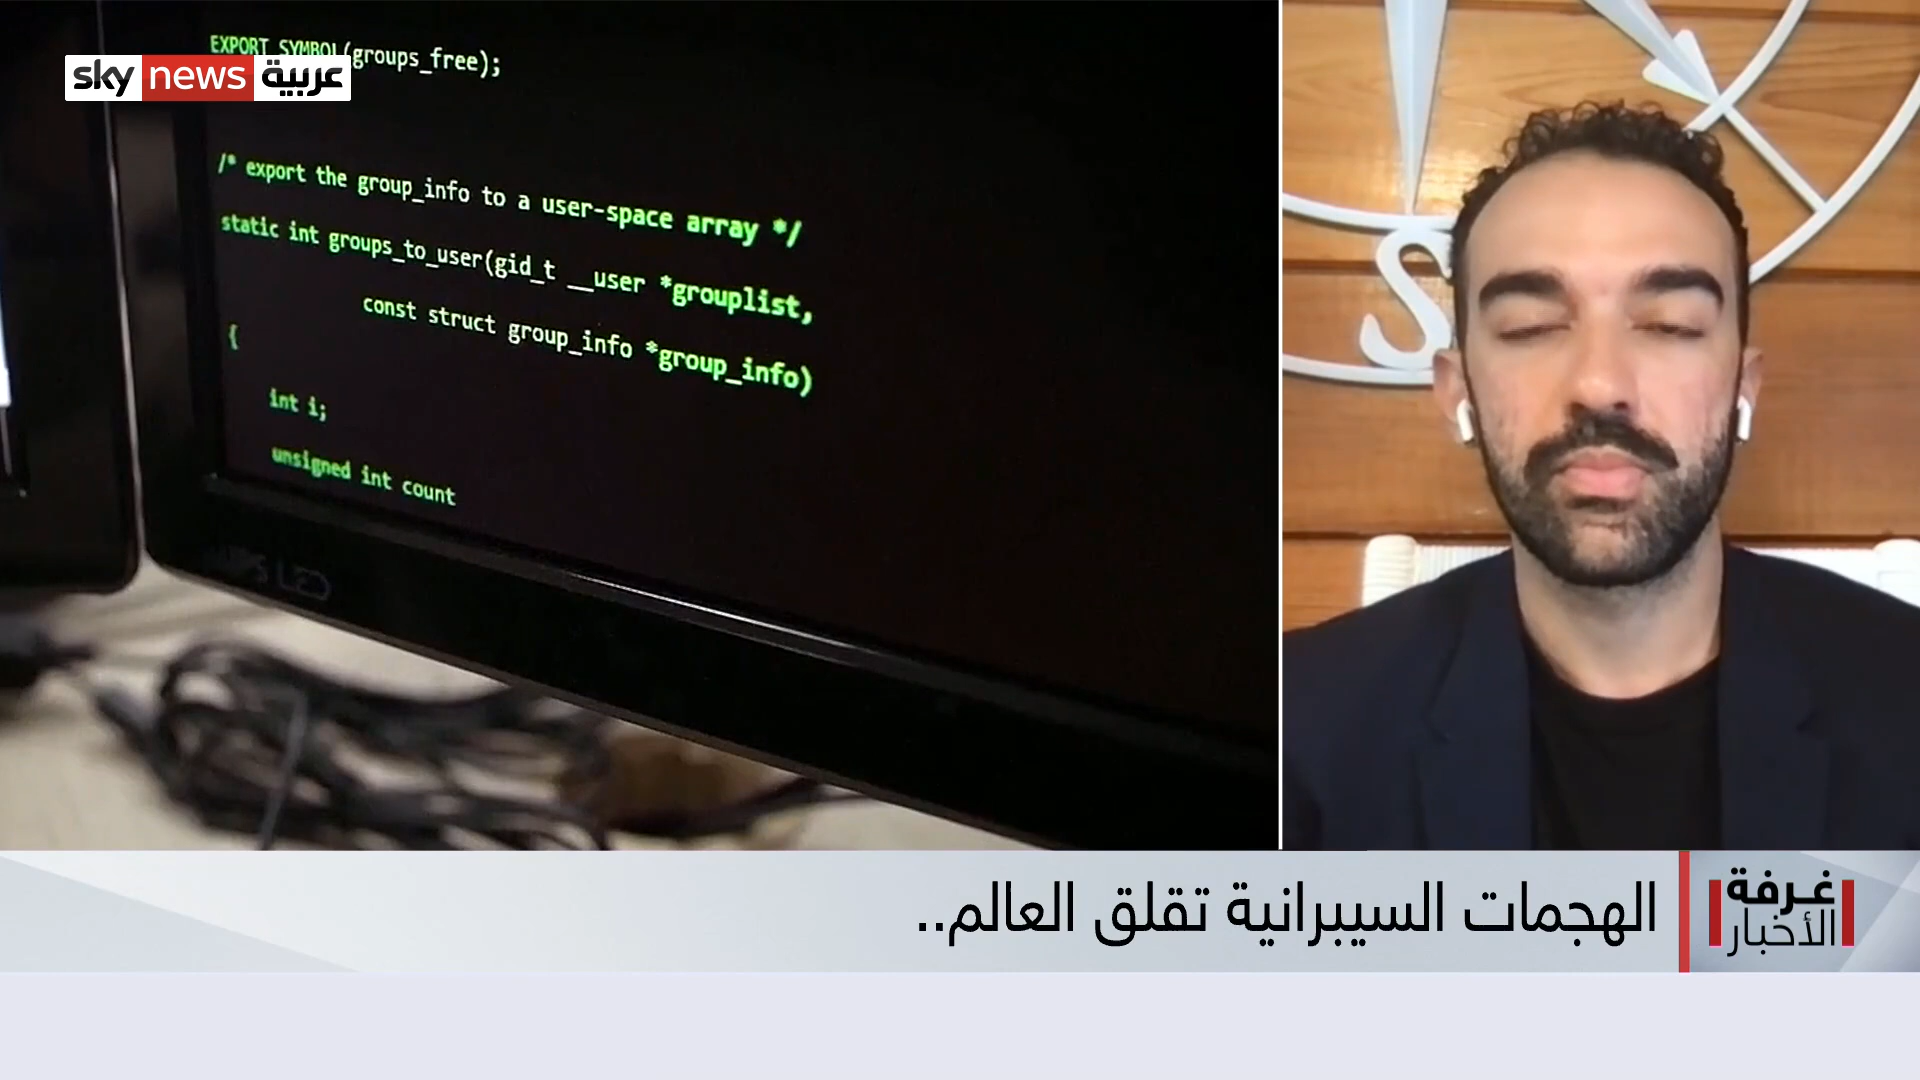 EXPORT_SYMBOL(groups_free);
sky news عربية
/* export the group_info to a user-space array */
static int groups_to_user(gid_t __user *grouplist,
const struct group_info *group_info)
{
int i;
unsigned int count
S
الهجمات السيبرانية تقلق العالم..
غرفة
الأخبار